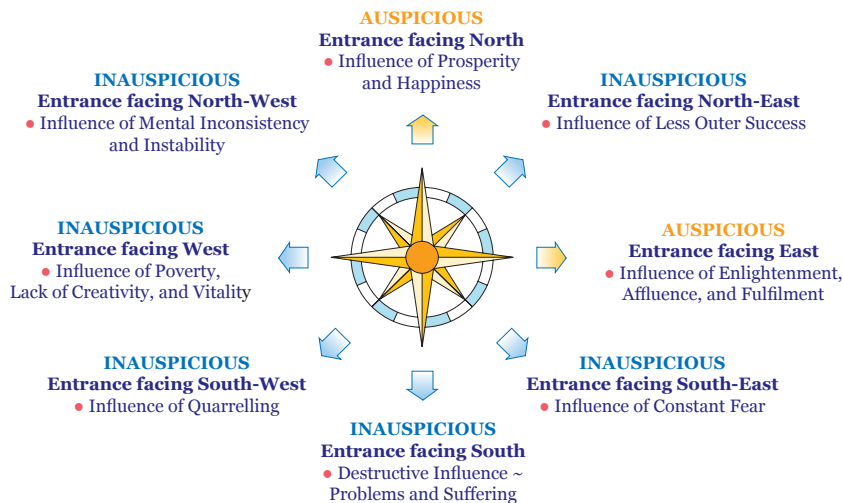 AUSPICIOUS
Entrance facing North
• Influence of Prosperity
and Happiness
INAUSPICIOUS
Entrance facing North-West
• Influence of Mental Inconsistency
and Instability
INAUSPICIOUS
Entrance facing North-East
• Influence of Less Outer Success
INAUSPICIOUS
Entrance facing West
• Influence of Poverty,
Lack of Creativity, and Vitality
AUSPICIOUS
Entrance facing East
• Influence of Enlightenment,
Affluence, and Fulfilment
INAUSPICIOUS
Entrance facing South-West
• Influence of Quarrelling
INAUSPICIOUS
Entrance facing South-East
• Influence of Constant Fear
INAUSPICIOUS
Entrance facing South
• Destructive Influence ~
Problems and Suffering